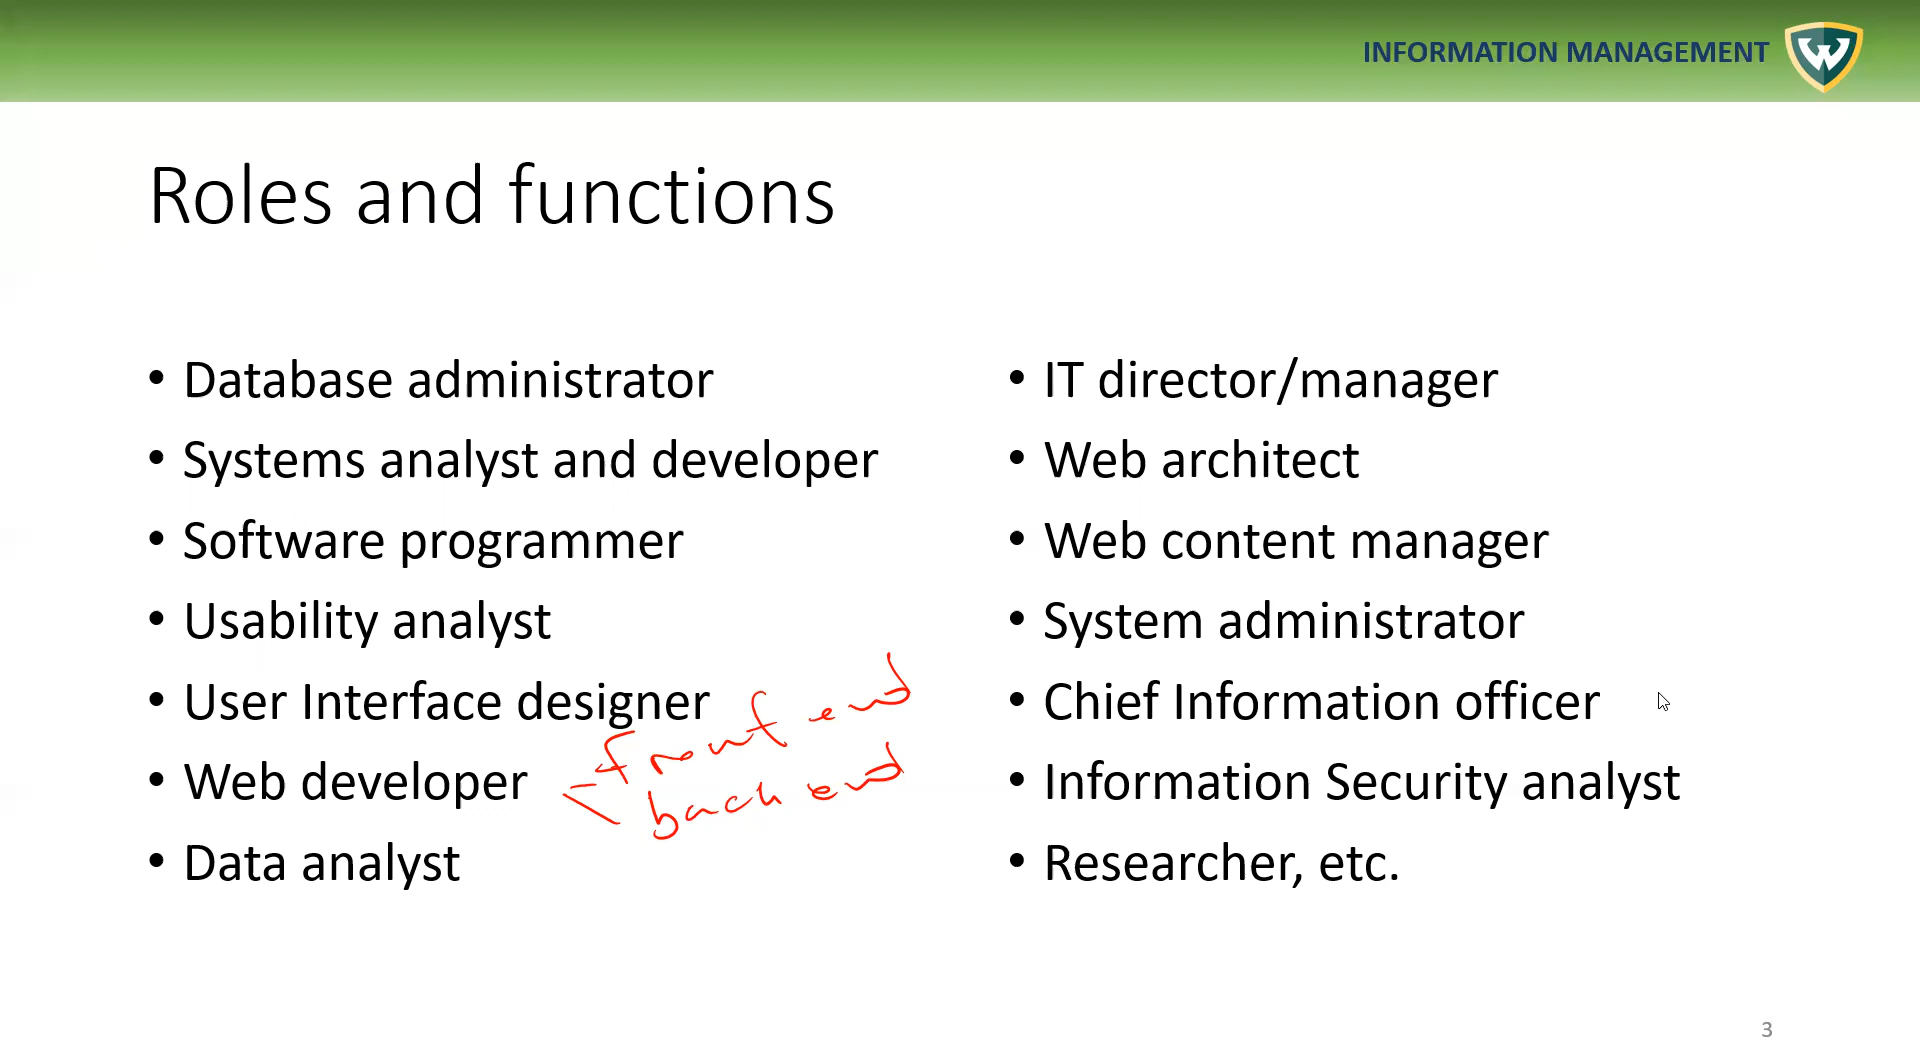 INFORMATION MANAGEMENT
Roles and functions
• Database administrator
• Systems analyst and developer
• Software programmer
• Usability analyst
• User Interface designer
• Web developer
front end
back end
• Data analyst
• IT director/manager
• Web architect
• Web content manager
• System administrator
• Chief Information officer
• Information Security analyst
• Researcher, etc.
3